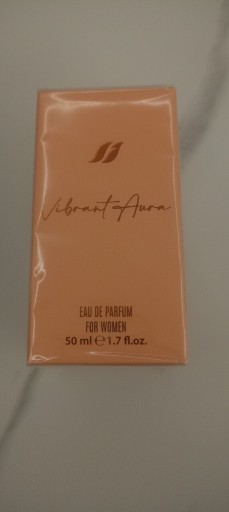 Vibrant Aura
EAU DE PARFUM
FOR WOMEN
50 ml ℮ 1.7 fl.oz.